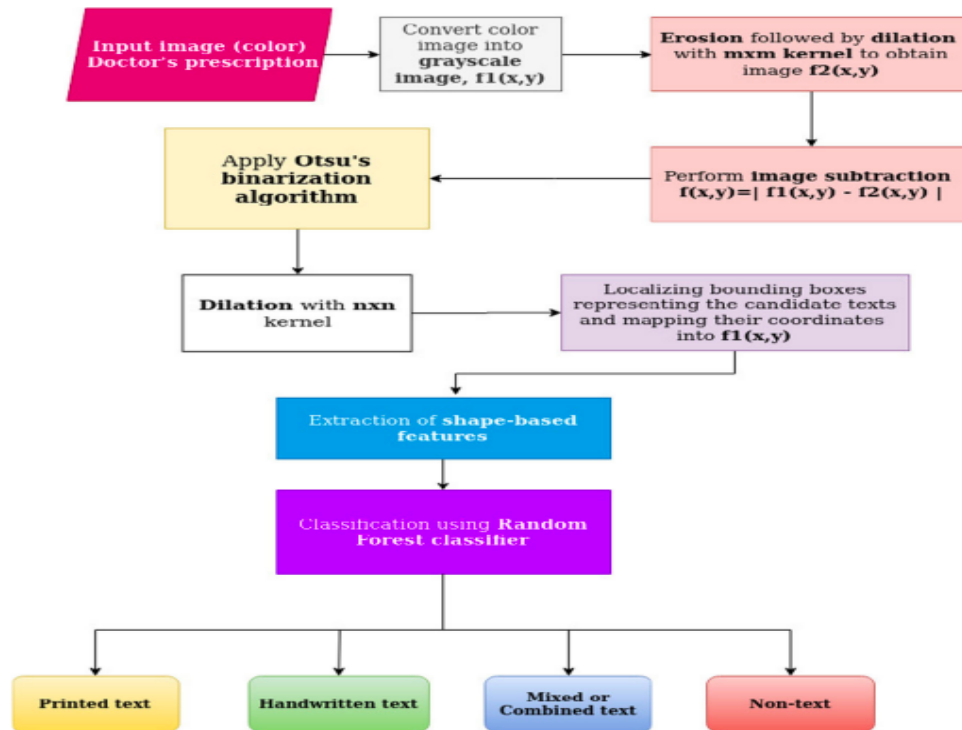 Input image (color)
Doctor's prescription
Convert color
image into
grayscale
image, f1(x,y)
Erosion followed by dilation
with mxm kernel to obtain
image f2(x,y)
Perform image subtraction
f(x,y)=| f1(x,y) - f2(x,y) |
Apply Otsu's
binarization
algorithm
Dilation with nxn
kernel
Localizing bounding boxes
representing the candidate texts
and mapping their coordinates
into f1(x,y)
Extraction of shape-based
features
Classification using Random
Forest classifier
Printed text
Handwritten text
Mixed or
Combined text
Non-text